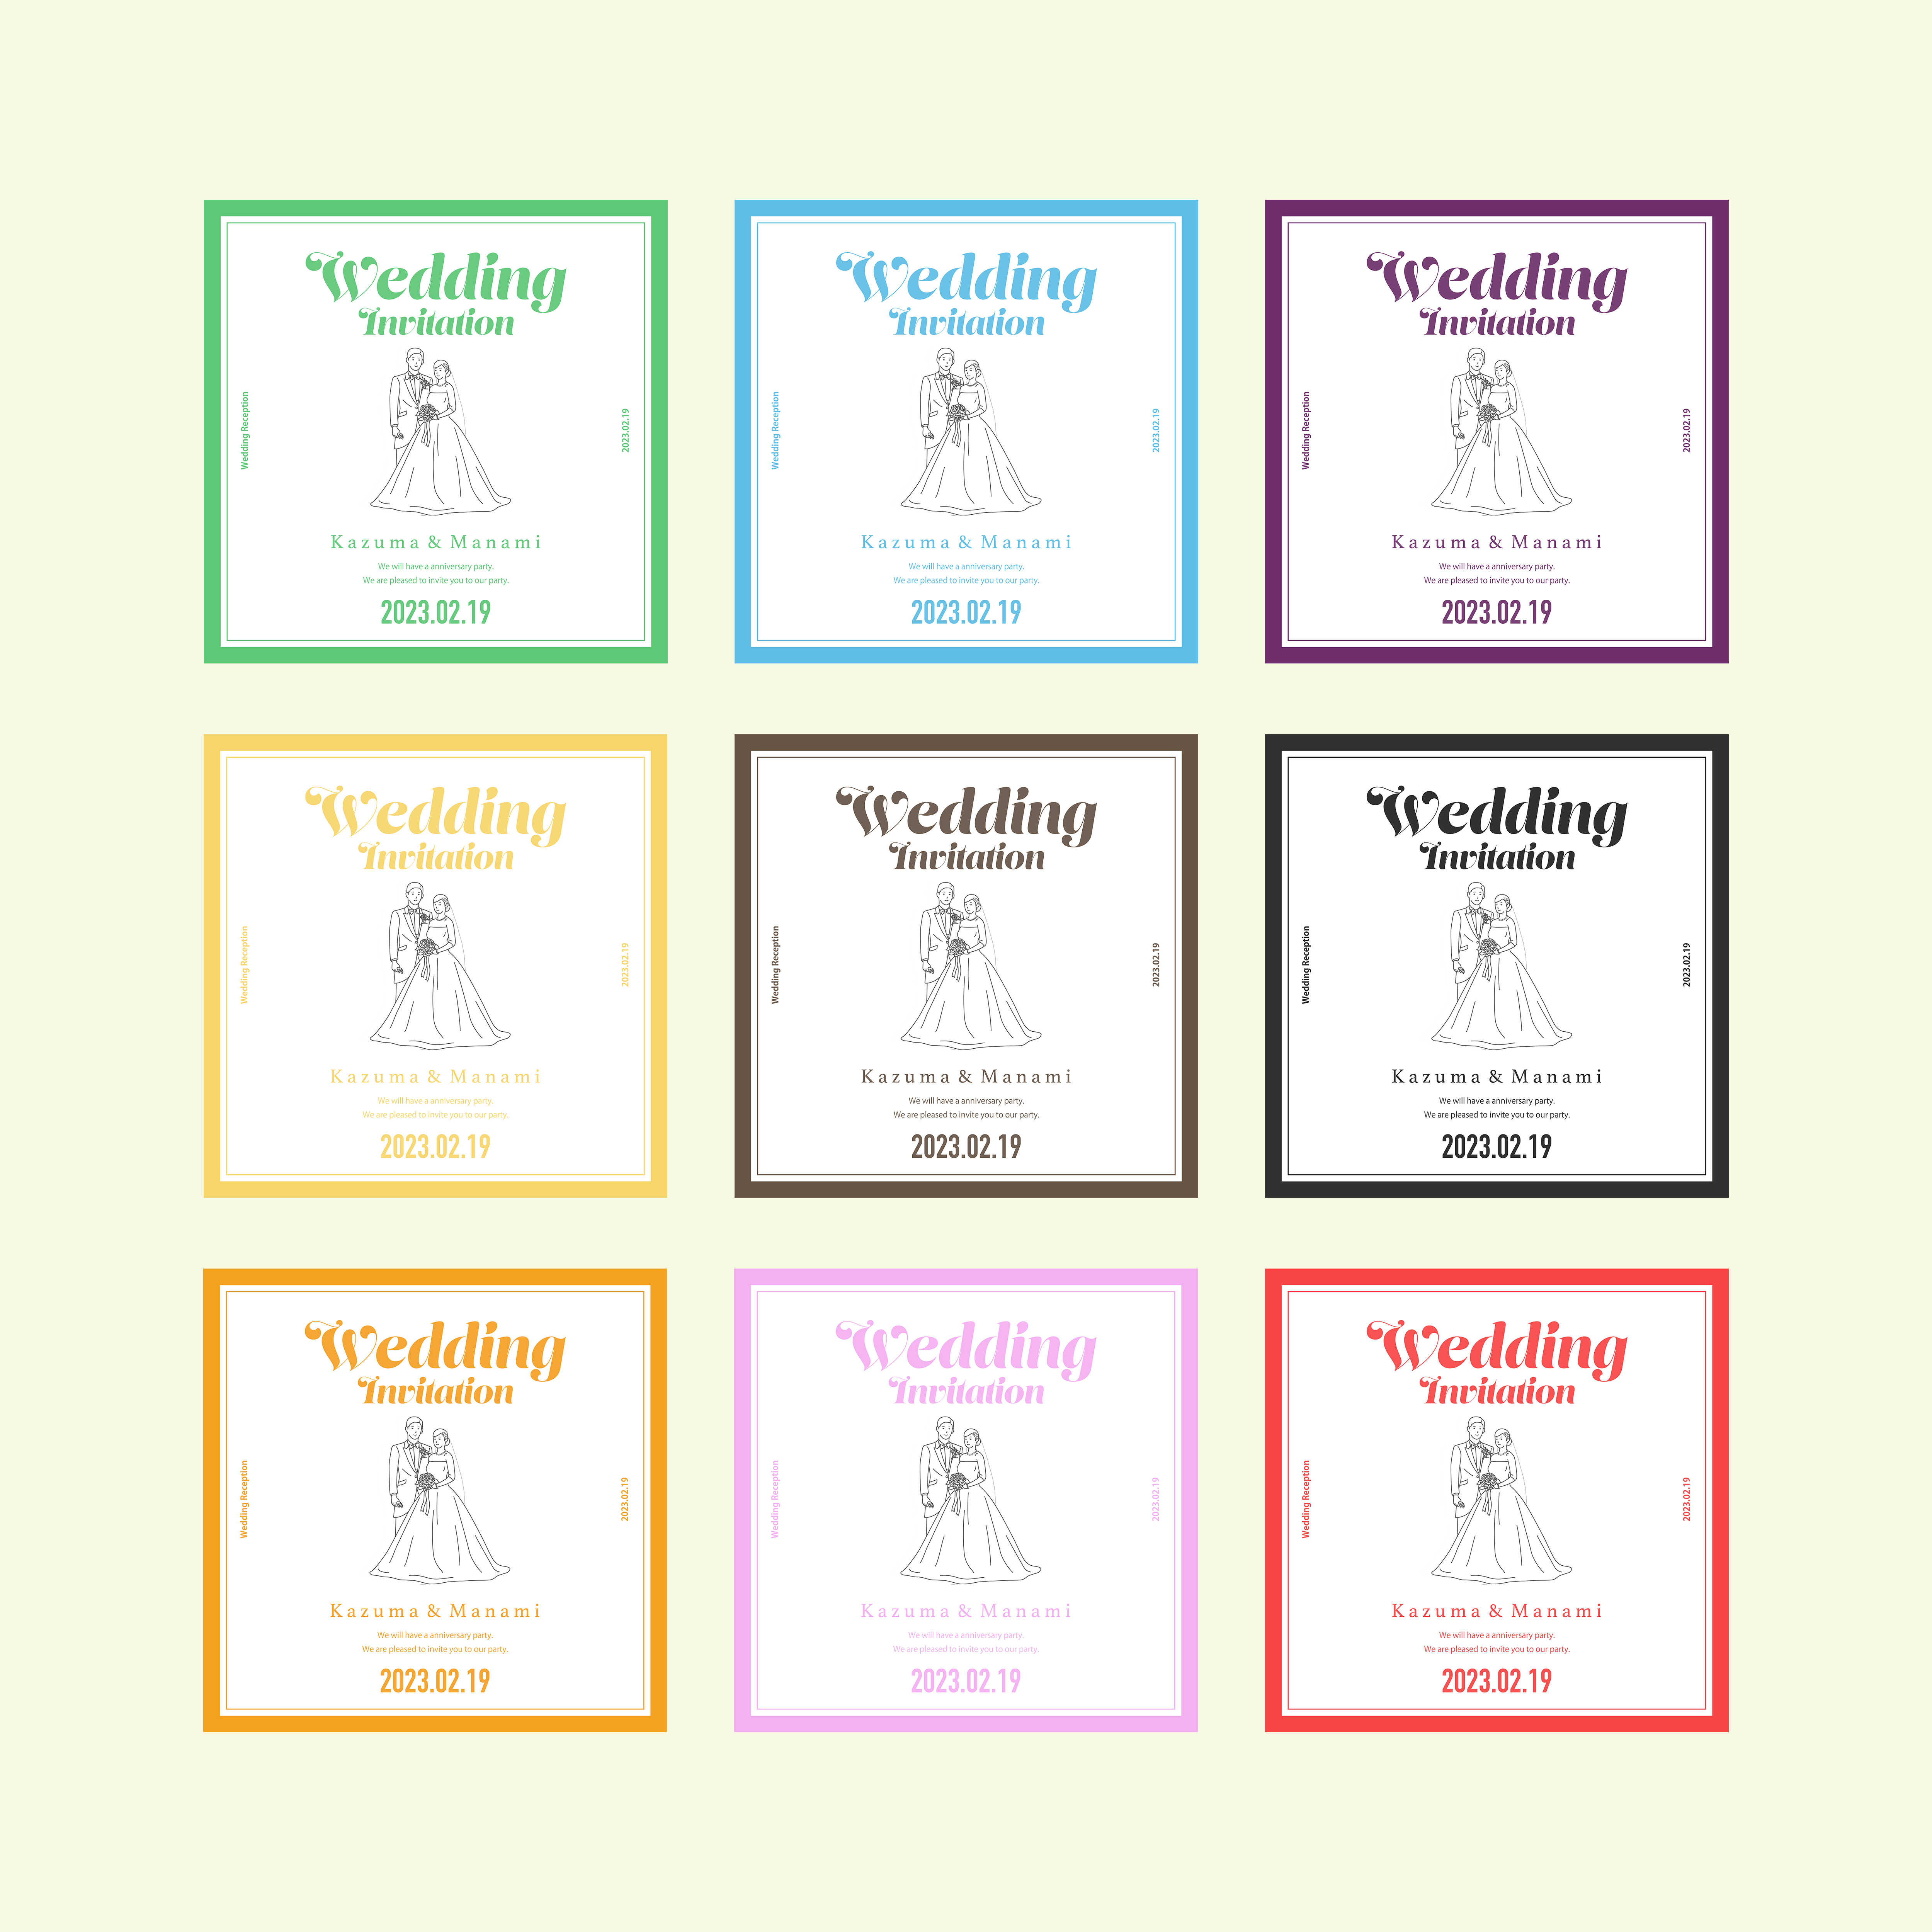 Wedding
Invitation
Wedding Reception
2023.02.19
Kazuma & Manami
We will have a anniversary party.
We are pleased to invite you to our party.
2023.02.19
Wedding
Invitation
Wedding Reception
2023.02.19
Kazuma & Manami
We will have a anniversary party.
We are pleased to invite you to our party.
2023.02.19
Wedding
Invitation
Wedding Reception
2023.02.19
Kazuma & Manami
We will have a anniversary party.
We are pleased to invite you to our party.
2023.02.19
Wedding
Invitation
Wedding Reception
2023.02.19
Kazuma & Manami
We will have a anniversary party.
We are pleased to invite you to our party.
2023.02.19
Wedding
Invitation
Wedding Reception
2023.02.19
Kazuma & Manami
We will have a anniversary party.
We are pleased to invite you to our party.
2023.02.19
Wedding
Invitation
Wedding Reception
2023.02.19
Kazuma & Manami
We will have a anniversary party.
We are pleased to invite you to our party.
2023.02.19
Wedding
Invitation
Wedding Reception
2023.02.19
Kazuma & Manami
We will have a anniversary party.
We are pleased to invite you to our party.
2023.02.19
Wedding
Invitation
Wedding Reception
2023.02.19
Kazuma & Manami
We will have a anniversary party.
We are pleased to invite you to our party.
2023.02.19
Wedding
Invitation
Wedding Reception
2023.02.19
Kazuma & Manami
We will have a anniversary party.
We are pleased to invite you to our party.
2023.02.19